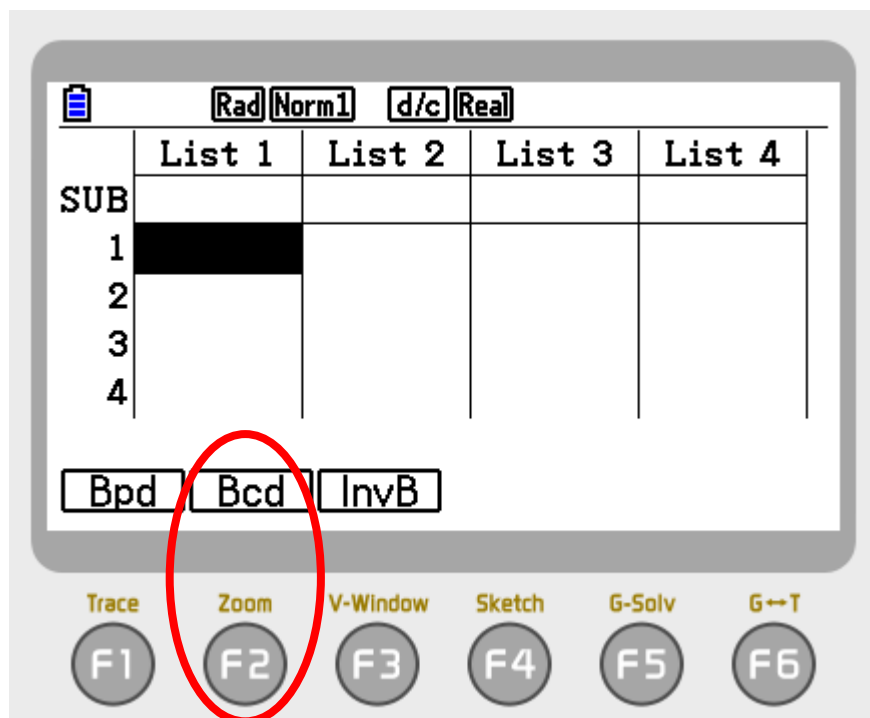 Rad Norm1 d/c Real
List 1 List 2 List 3 List 4
SUB
1
2
3
4
Bpd Bcd InvB
Trace Zoom V-Window Sketch G-Solv G↔T
F1 F2 F3 F4 F5 F6